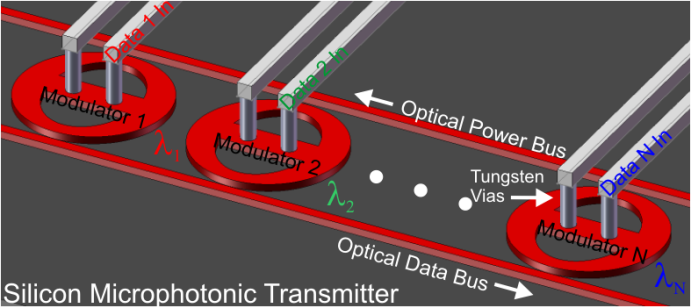 Data 1 In
Data 2 In
Data N In
Modulator 1
Modulator 2
Modulator N
λ1
λ2
λN
Optical Power Bus
Tungsten
Vias
Optical Data Bus
Silicon Microphotonic Transmitter